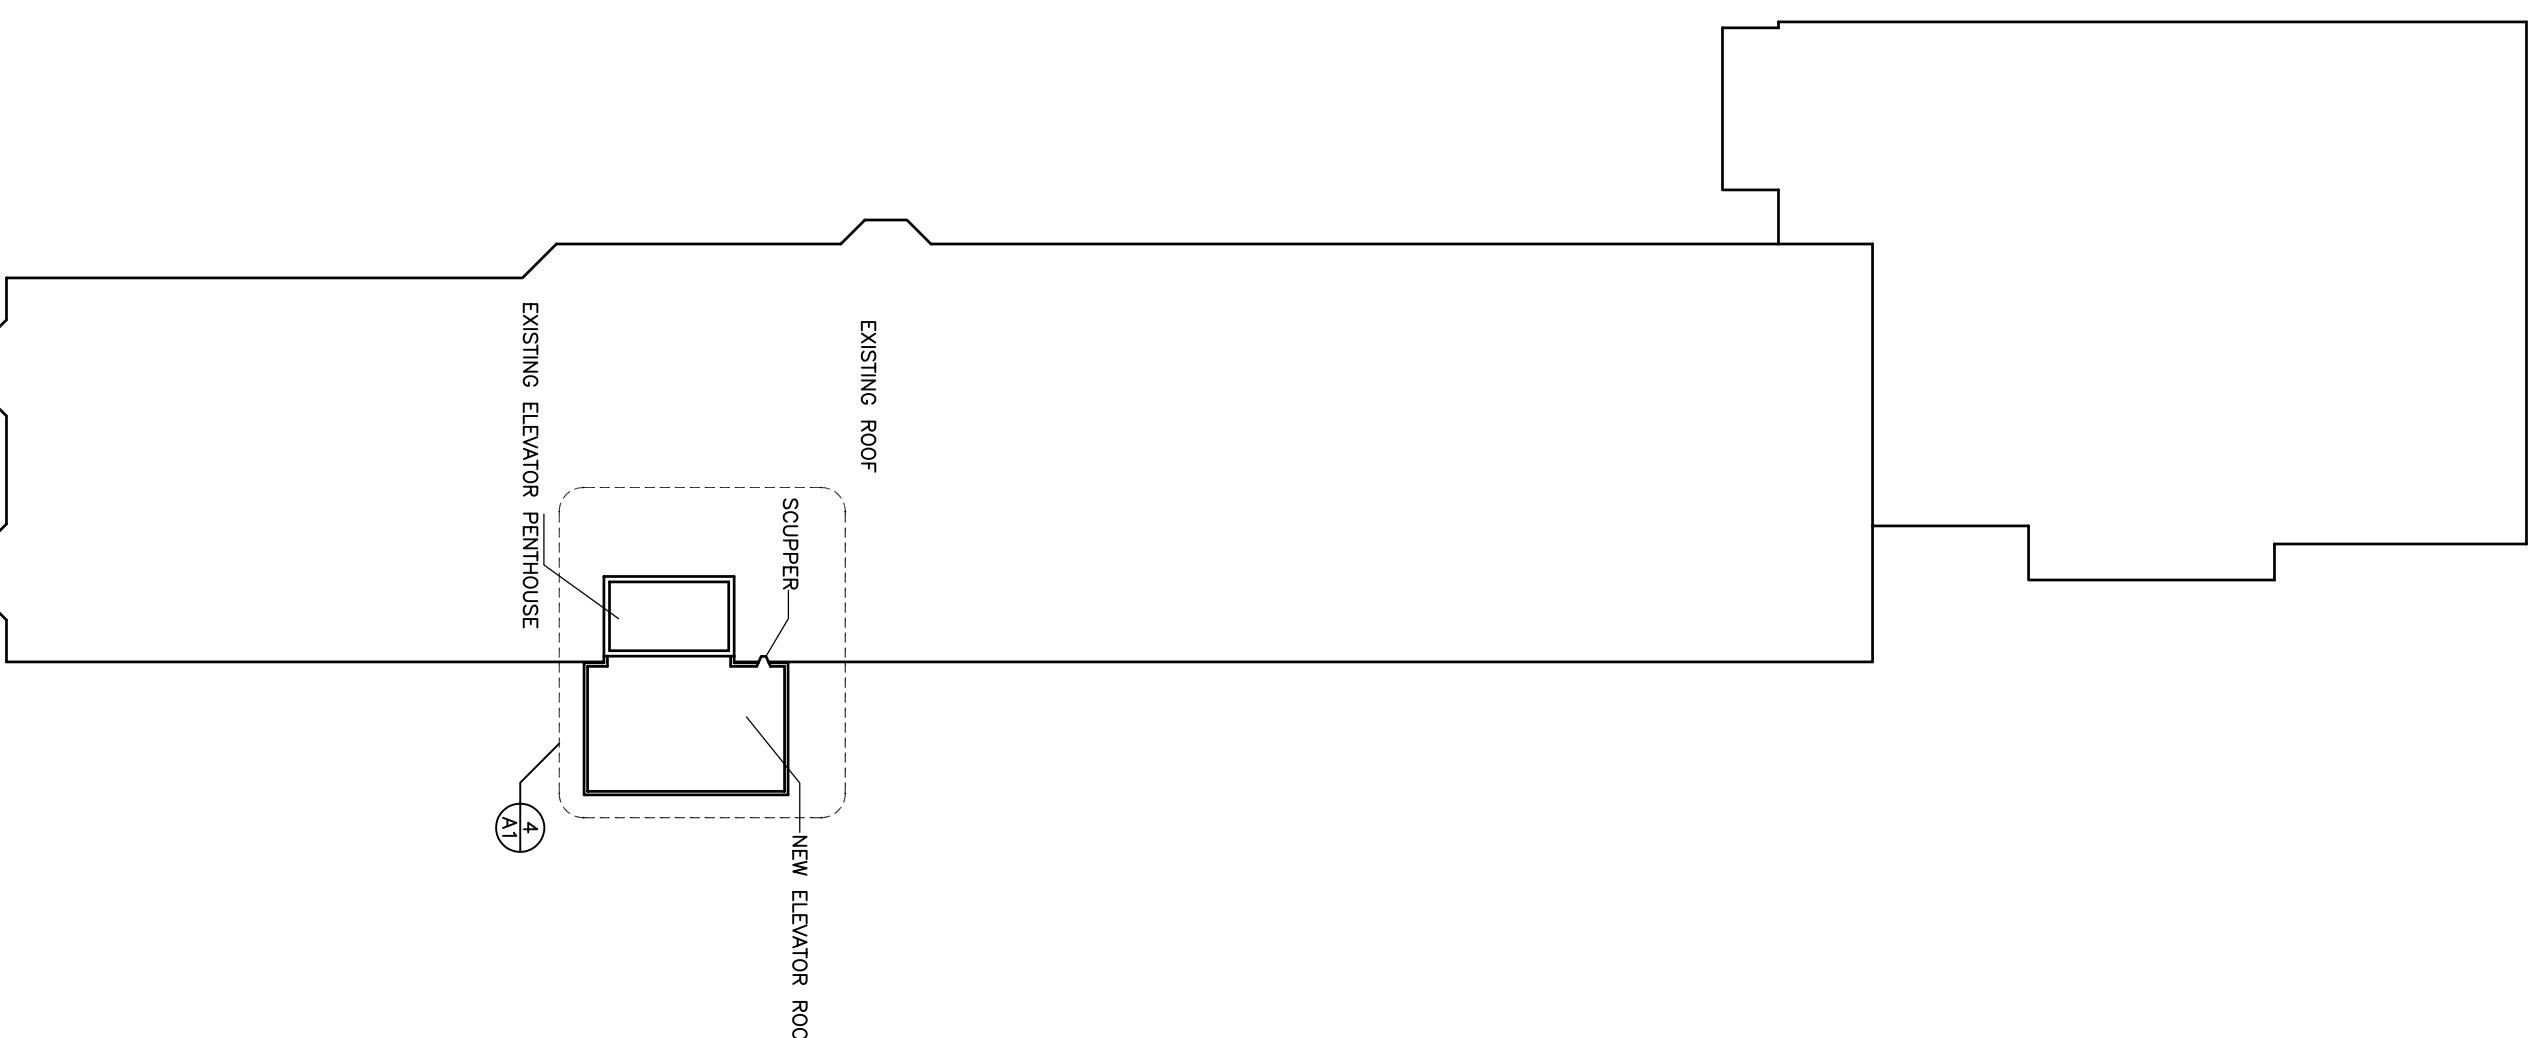 EXISTING ROOF
EXISTING ELEVATOR PENTHOUSE
SCUPPER
NEW ELEVATOR
4
A1